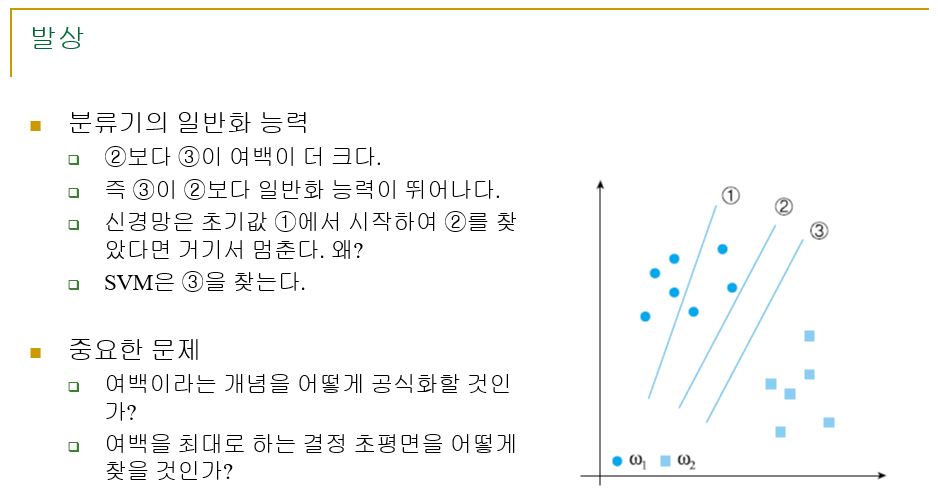 발상
분류기의 일반화 능력
②보다 ③이 여백이 더 크다.
즉 ③이 ②보다 일반화 능력이 뛰어나다.
신경망은 초기값 ①에서 시작하여 ②를 찾
았다면 거기서 멈춘다. 왜?
SVM은 ③을 찾는다.
중요한 문제
여백이라는 개념을 어떻게 공식화할 것인
가?
여백을 최대로 하는 결정 초평면을 어떻게
찾을 것인가?
①
②
③
ω₁ ω₂